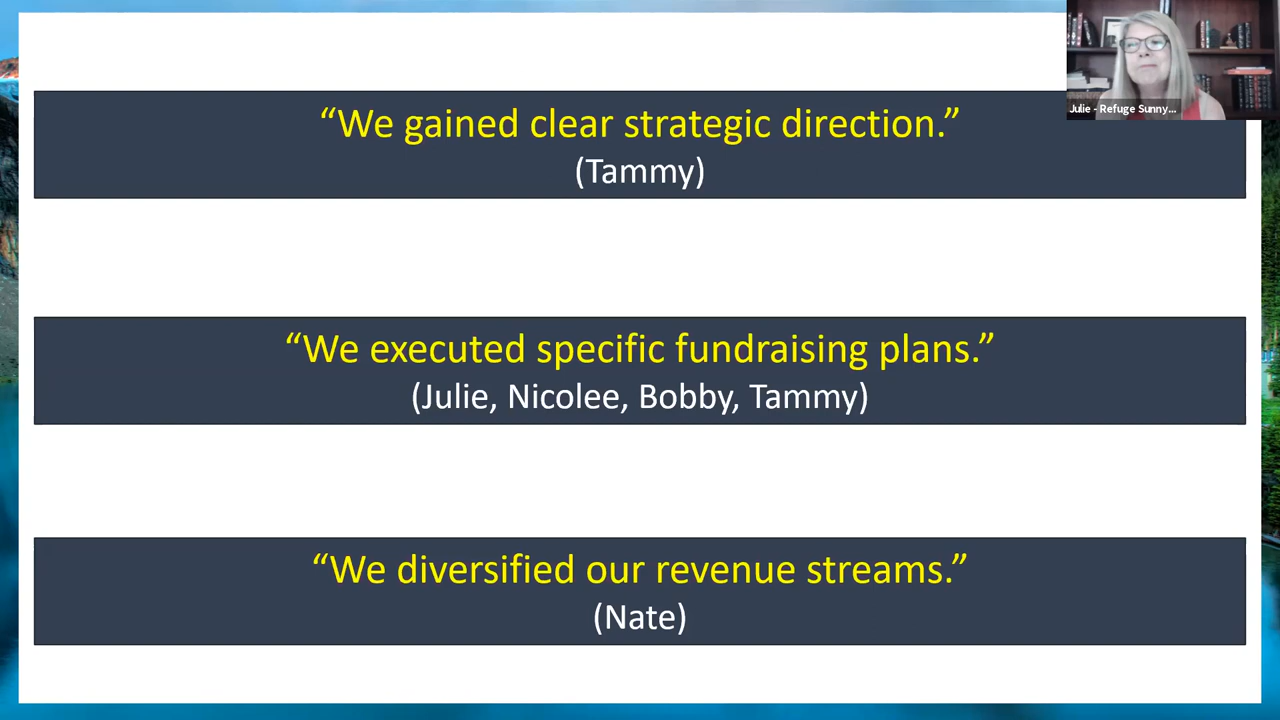 “We gained clear strategic direction.”
(Tammy)
Julie - Refuge Sunny...
“We executed specific fundraising plans.”
(Julie, Nicolee, Bobby, Tammy)
“We diversified our revenue streams.”
(Nate)